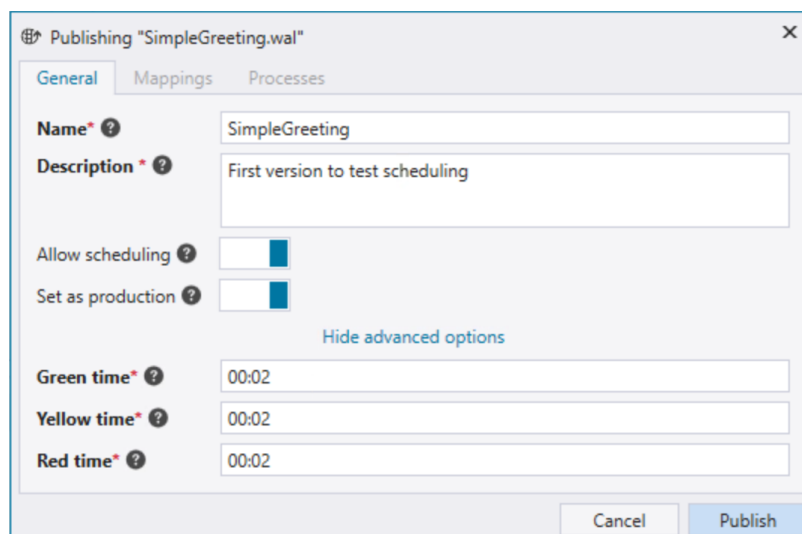 Publishing "SimpleGreeting.wal"
General Mappings Processes
Name* ? SimpleGreeting
Description * ? First version to test scheduling
Allow scheduling ?
Set as production ?
Hide advanced options
Green time* ? 00:02
Yellow time* ? 00:02
Red time* ? 00:02
Cancel Publish